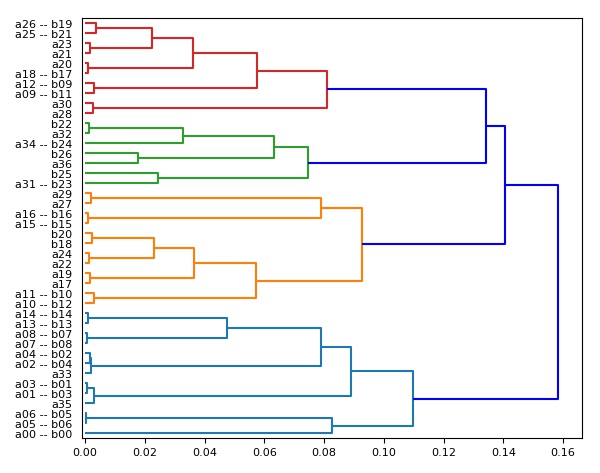 a26 -- b19
a25 -- b21
a23
a21
a20
a18 -- b17
a12 -- b09
a09 -- b11
a30
a28
b22
a32
a34 -- b24
b26
a36
b25
a31 -- b23
a29
a27
a16 -- b16
a15 -- b15
b20
b18
a24
a22
a19
a17
a11 -- b10
a10 -- b12
a14 -- b14
a13 -- b13
a08 -- b07
a07 -- b08
a04 -- b02
a02 -- b04
a33
a03 -- b01
a01 -- b03
a35
a06 -- b05
a05 -- b06
a00 -- b00
0.00 0.02 0.04 0.06 0.08 0.10 0.12 0.14 0.16